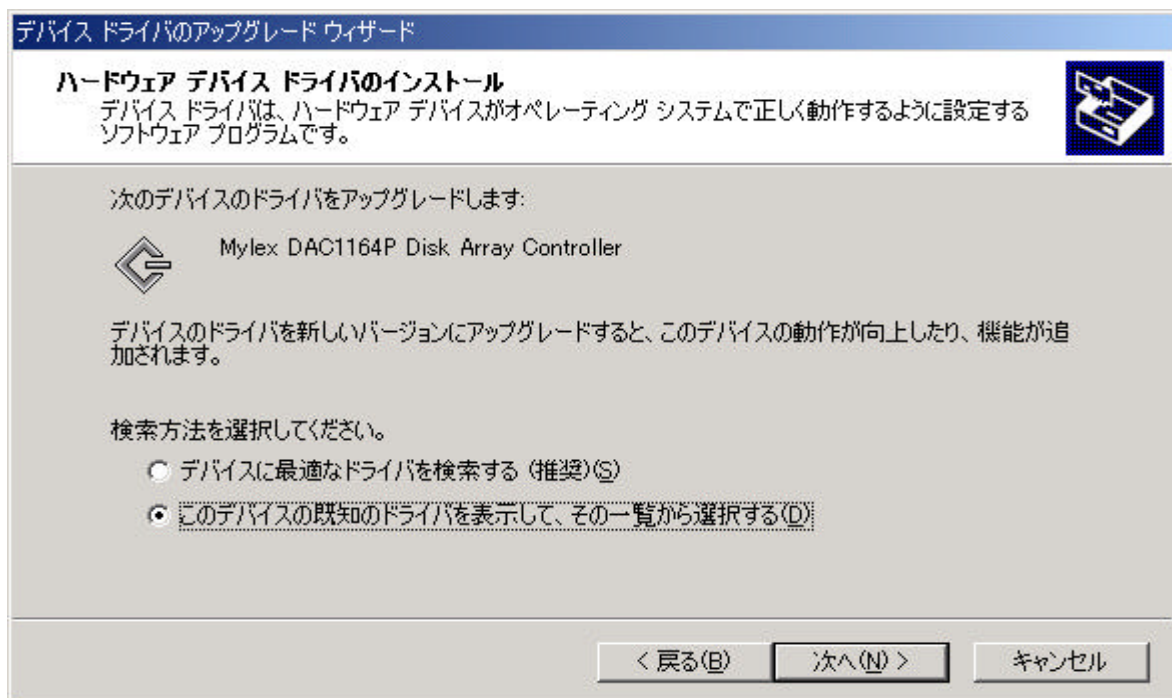 デバイス ドライバのアップグレード ウィザード
ハードウェア デバイス ドライバのインストール
デバイス ドライバは、ハードウェア デバイスがオペレーティング システムで正しく動作するように設定する
ソフトウェア プログラムです。
次のデバイスのドライバをアップグレードします:
Mylex DAC1164P Disk Array Controller
デバイスのドライバを新しいバージョンにアップグレードすると、このデバイスの動作が向上したり、機能が追
加されます。
検索方法を選択してください。
デバイスに最適なドライバを検索する (推奨)(S)
このデバイスの既知のドライバを表示して、その一覧から選択する(D)
< 戻る(B)
次へ(N) >
キャンセル